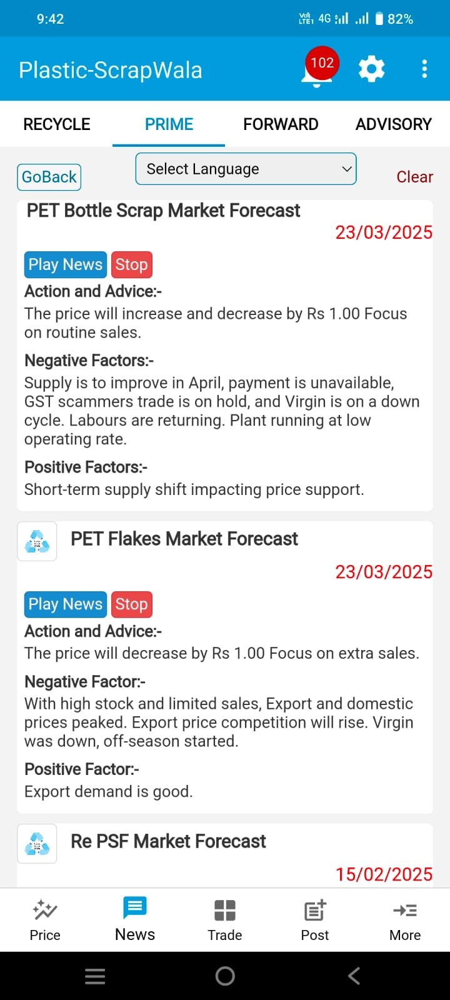 9:42
Vo)) LTE1 4G 82%
Plastic-ScrapWala
102
RECYCLE PRIME FORWARD ADVISORY
GoBack Select Language Clear
PET Bottle Scrap Market Forecast
23/03/2025
Play News Stop
Action and Advice:-
The price will increase and decrease by Rs 1.00 Focus
on routine sales.
Negative Factors:-
Supply is to improve in April, payment is unavailable,
GST scammers trade is on hold, and Virgin is on a down
cycle. Labours are returning. Plant running at low
operating rate.
Positive Factors:-
Short-term supply shift impacting price support.
PET Flakes Market Forecast
23/03/2025
Play News Stop
Action and Advice:-
The price will decrease by Rs 1.00 Focus on extra sales.
Negative Factor:-
With high stock and limited sales, Export and domestic
prices peaked. Export price competition will rise. Virgin
was down, off-season started.
Positive Factor:-
Export demand is good.
Re PSF Market Forecast
15/02/2025
Price News Trade Post More